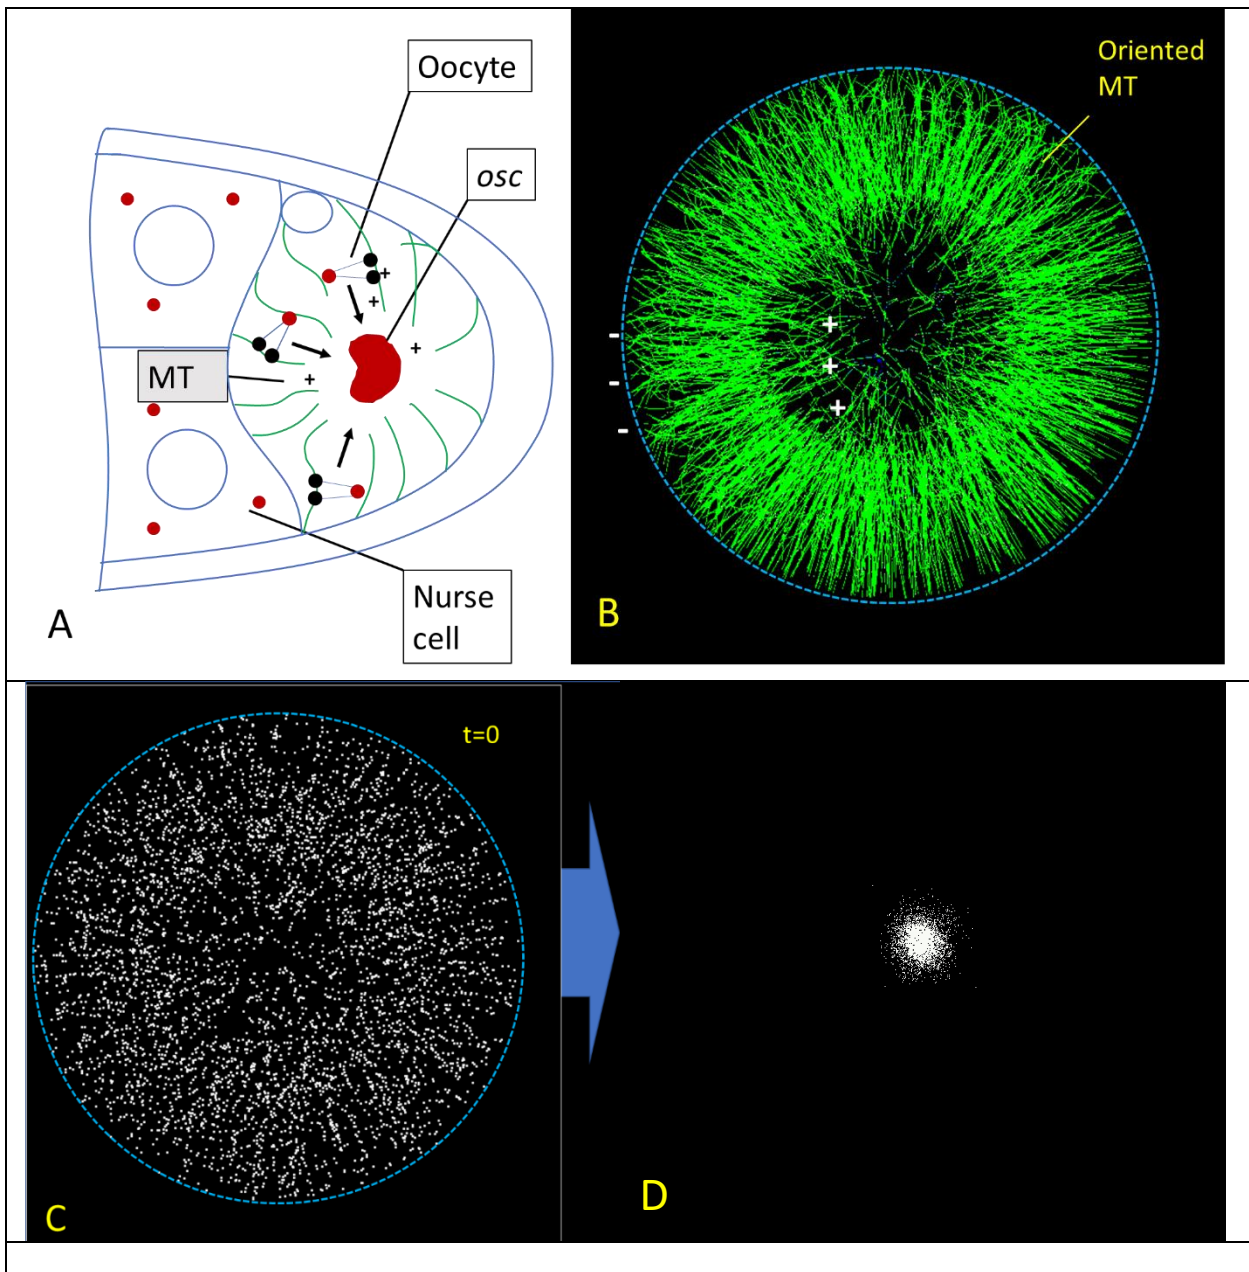 Oocyte
osc
+
+
+
+
MT
Nurse
cell
A
Oriented
MT
+
+
+
-
-
-
B
t=0
C
D